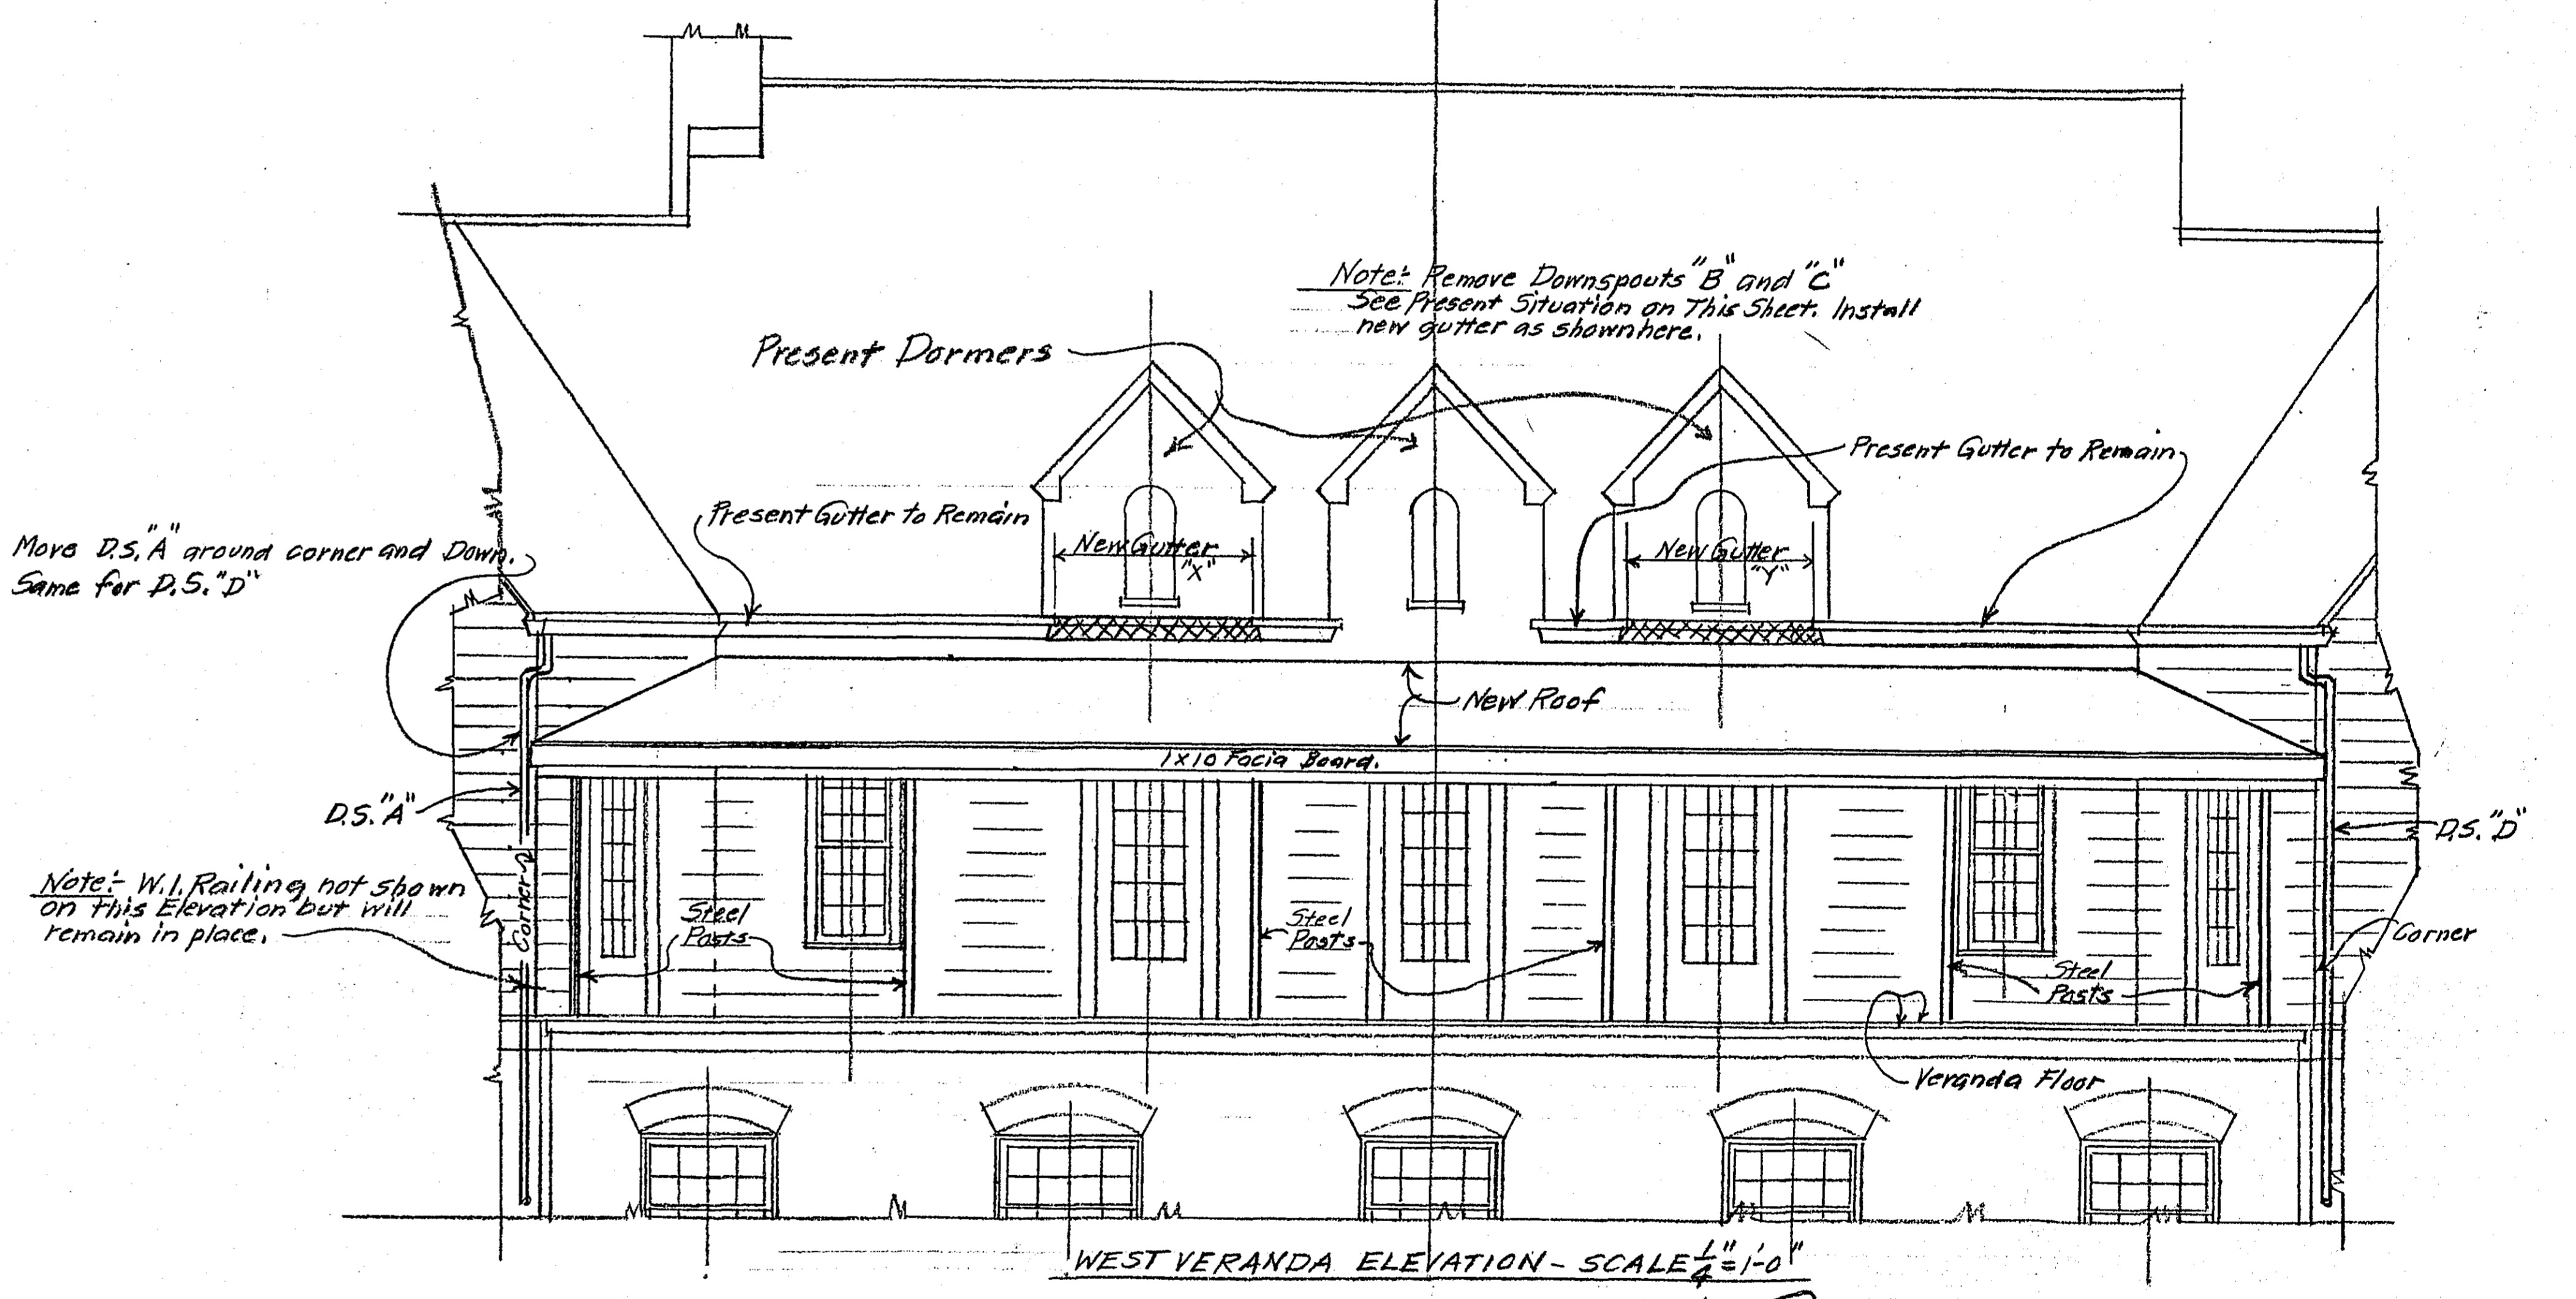 Note:- Remove Downspouts "B" and "C"
See Present Situation on This Sheet. Install
new gutter as shown here.
Present Dormers
Present Gutter to Remain
Present Gutter to Remain
Move D.S. "A" around corner and Down.
Same for D.S. "D"
New Gutter
"X"
New Gutter
"Y"
New Roof
1x10 Facia Board.
D.S. "A"
D.S. "D"
Note:- W.I. Railing not shown
on this Elevation but will
remain in place.
Corner
Steel
Posts
Steel
Posts
Corner
Steel
Posts
Veranda Floor
WEST VERANDA ELEVATION - SCALE 1/4" = 1'-0"